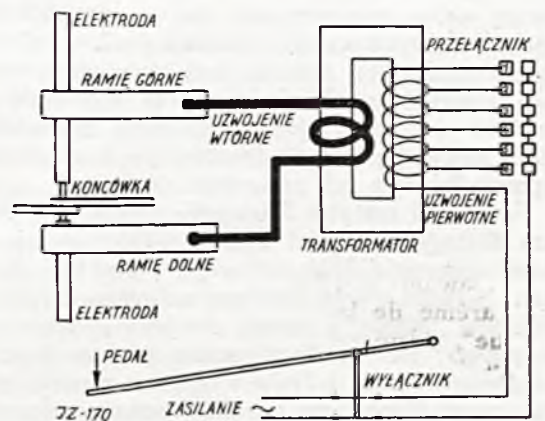 ELEKTRODA
RAMIĘ GÓRNE
UZWOJENIE
WTÓRNE
PRZEŁĄCZNIK
KOŃCÓWKA
UZWOJENIE
PIERWOTNE
TRANSFORMATOR
RAMIĘ DOLNE
ELEKTRODA
PEDAŁ
WYŁĄCZNIK
JZ-170
ZASILANIE ~